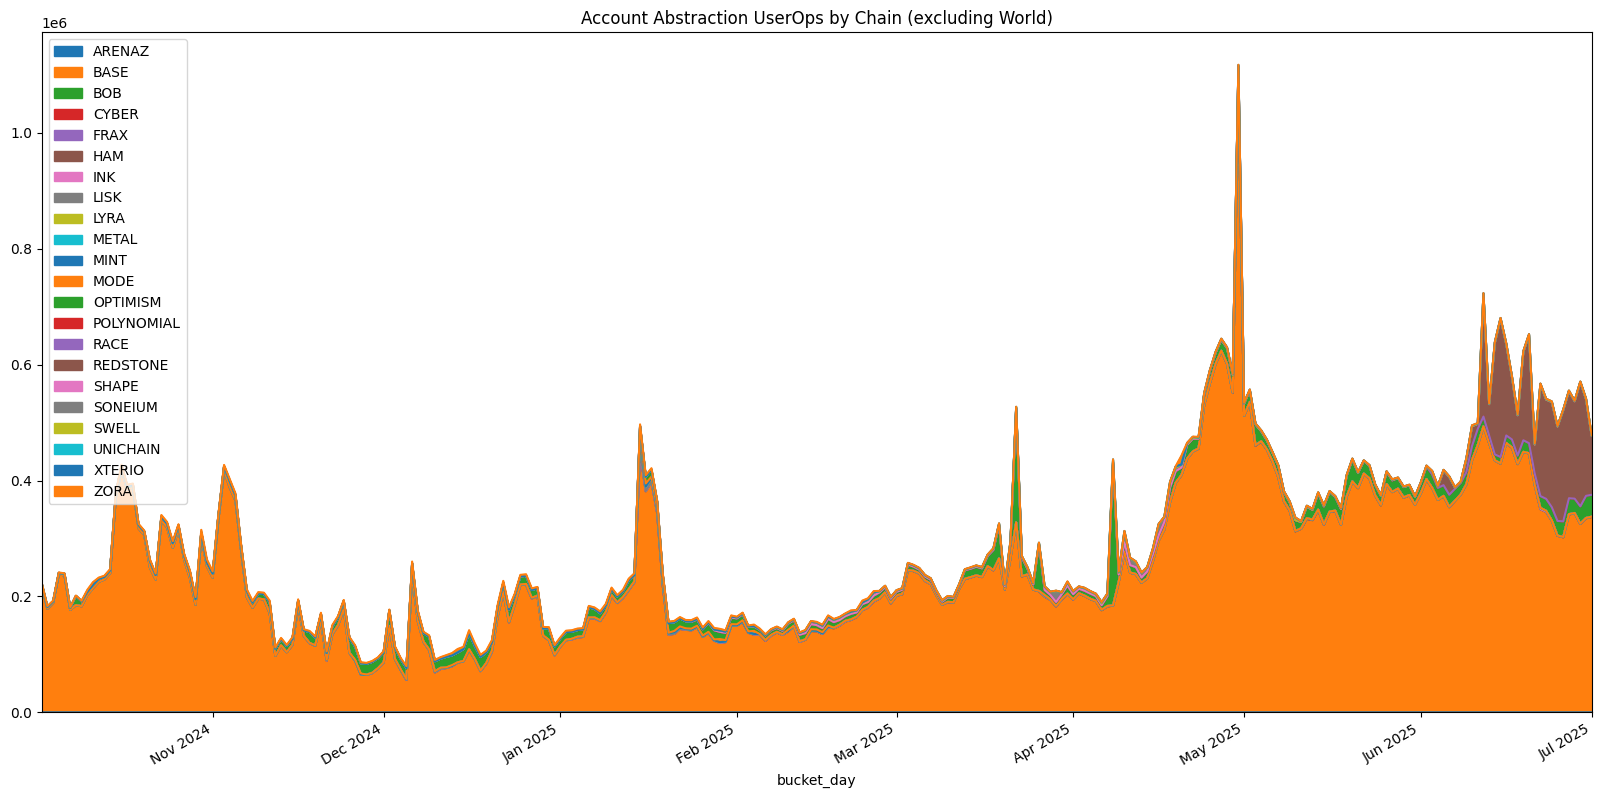 Account Abstraction UserOps by Chain (excluding World)
1e6
ARENAZ
BASE
BOB
CYBER
FRAX
HAM
INK
LISK
LYRA
METAL
MINT
MODE
OPTIMISM
POLYNOMIAL
RACE
REDSTONE
SHAPE
SONEIUM
SWELL
UNICHAIN
XTERIO
ZORA
1.0
0.8
0.6
0.4
0.2
0.0
Nov 2024
Dec 2024
Jan 2025
Feb 2025
Mar 2025
Apr 2025
May 2025
Jun 2025
Jul 2025
bucket_day